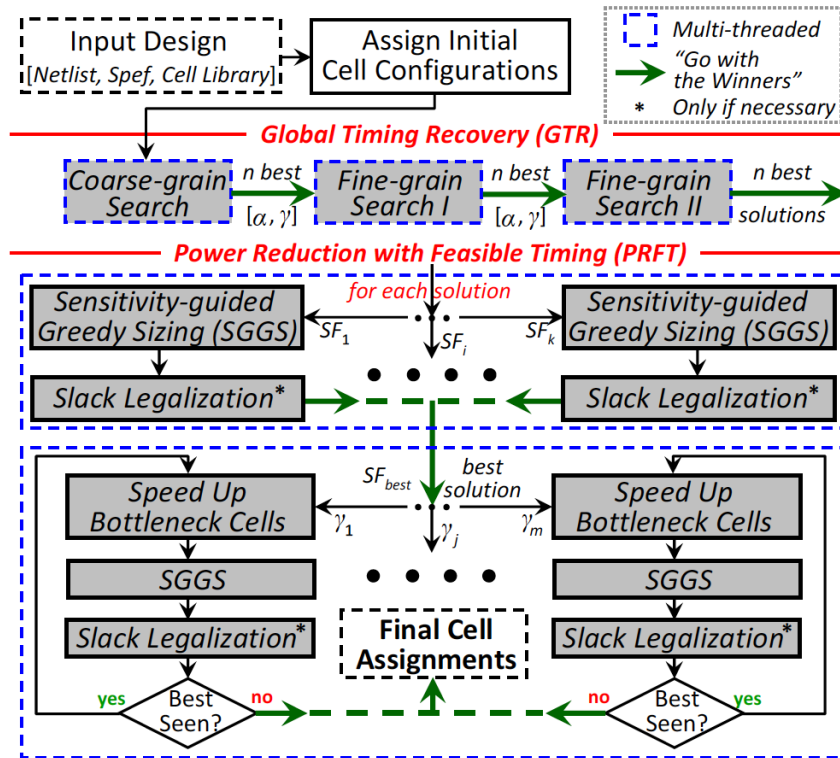 Input Design
[Netlist, Spef, Cell Library]
Assign Initial
Cell Configurations
Multi-threaded
“Go with
the Winners”
* Only if necessary
Global Timing Recovery (GTR)
Coarse-grain
Search
n best
[α, γ]
Fine-grain
Search I
n best
[α, γ]
Fine-grain
Search II
n best
solutions
Power Reduction with Feasible Timing (PRFT)
for each solution
Sensitivity-guided
Greedy Sizing (SGGS)
SF1
SFi
SFk
Sensitivity-guided
Greedy Sizing (SGGS)
Slack Legalization*
Slack Legalization*
SFbest
best
solution
Speed Up
Bottleneck Cells
γ1
γj
γm
Speed Up
Bottleneck Cells
SGGS
SGGS
Slack Legalization*
Slack Legalization*
Final Cell
Assignments
yes
Best
Seen?
no
no
Best
Seen?
yes